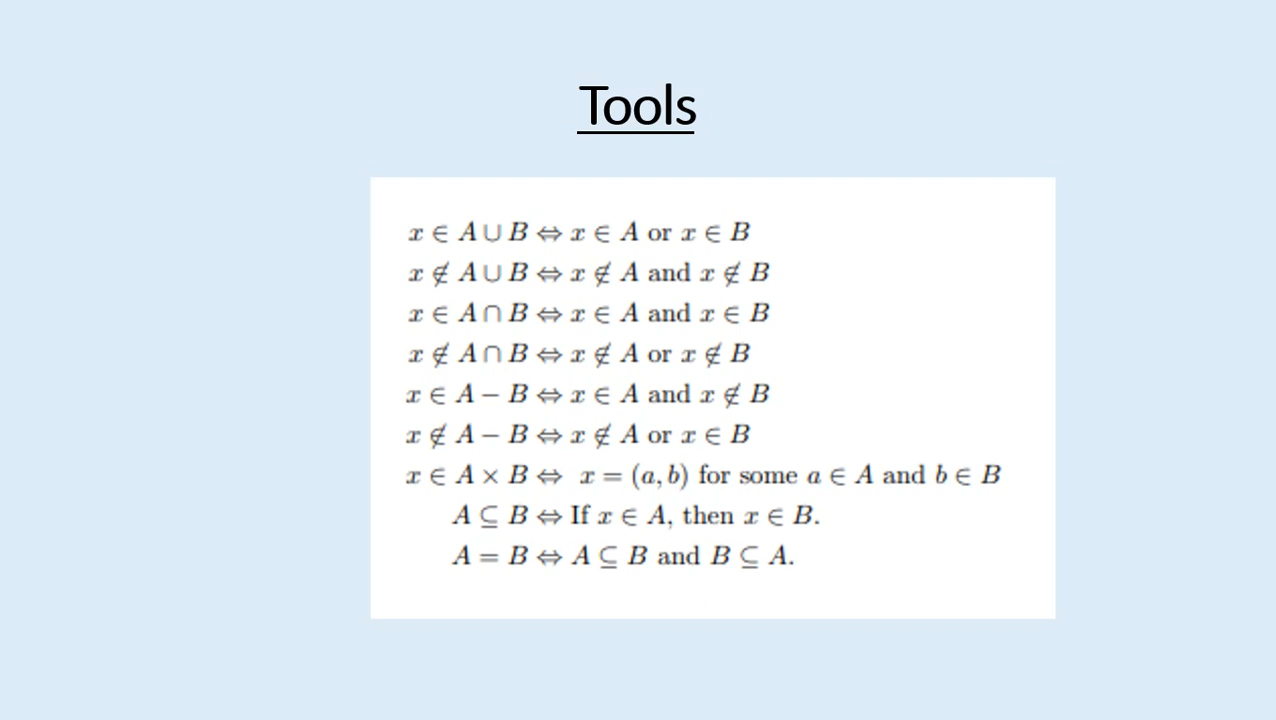 Tools
x ∈ A ∪ B ⇔ x ∈ A or x ∈ B
x ∉ A ∪ B ⇔ x ∉ A and x ∉ B
x ∈ A ∩ B ⇔ x ∈ A and x ∈ B
x ∉ A ∩ B ⇔ x ∉ A or x ∉ B
x ∈ A − B ⇔ x ∈ A and x ∉ B
x ∉ A − B ⇔ x ∉ A or x ∈ B
x ∈ A × B ⇔ x = (a, b) for some a ∈ A and b ∈ B
A ⊆ B ⇔ If x ∈ A, then x ∈ B.
A = B ⇔ A ⊆ B and B ⊆ A.